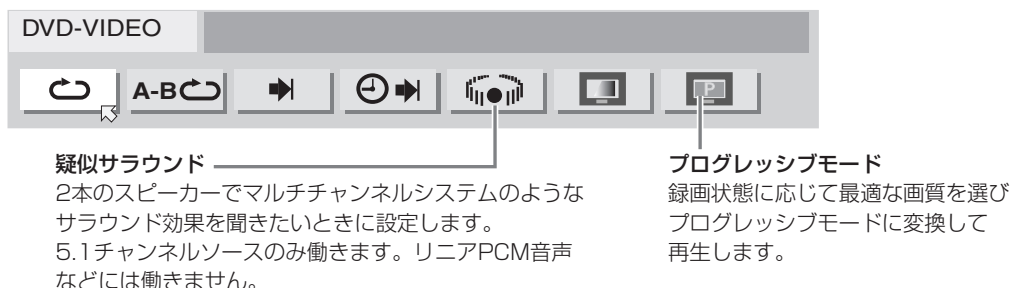 DVD-VIDEO
A-B
P
疑似サラウンド
2本のスピーカーでマルチチャンネルシステムのような
サラウンド効果を聞きたいときに設定します。
5.1チャンネルソースのみ働きます。リニアPCM音声
などには働きません。
プログレッシブモード
録画状態に応じて最適な画質を選び
プログレッシブモードに変換して
再生します。